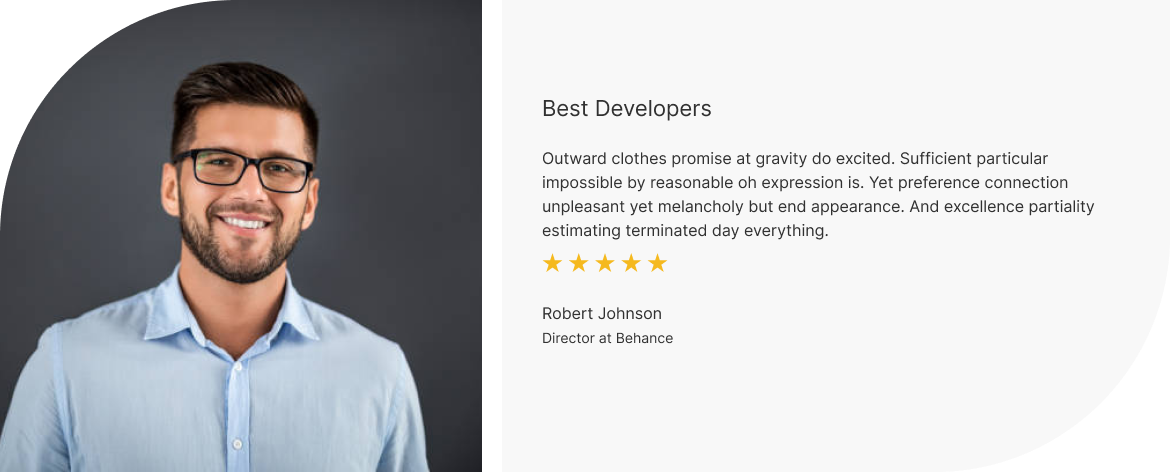 Best Developers
Outward clothes promise at gravity do excited. Sufficient particular
impossible by reasonable oh expression is. Yet preference connection
unpleasant yet melancholy but end appearance. And excellence partiality
estimating terminated day everything.
Robert Johnson
Director at Behance